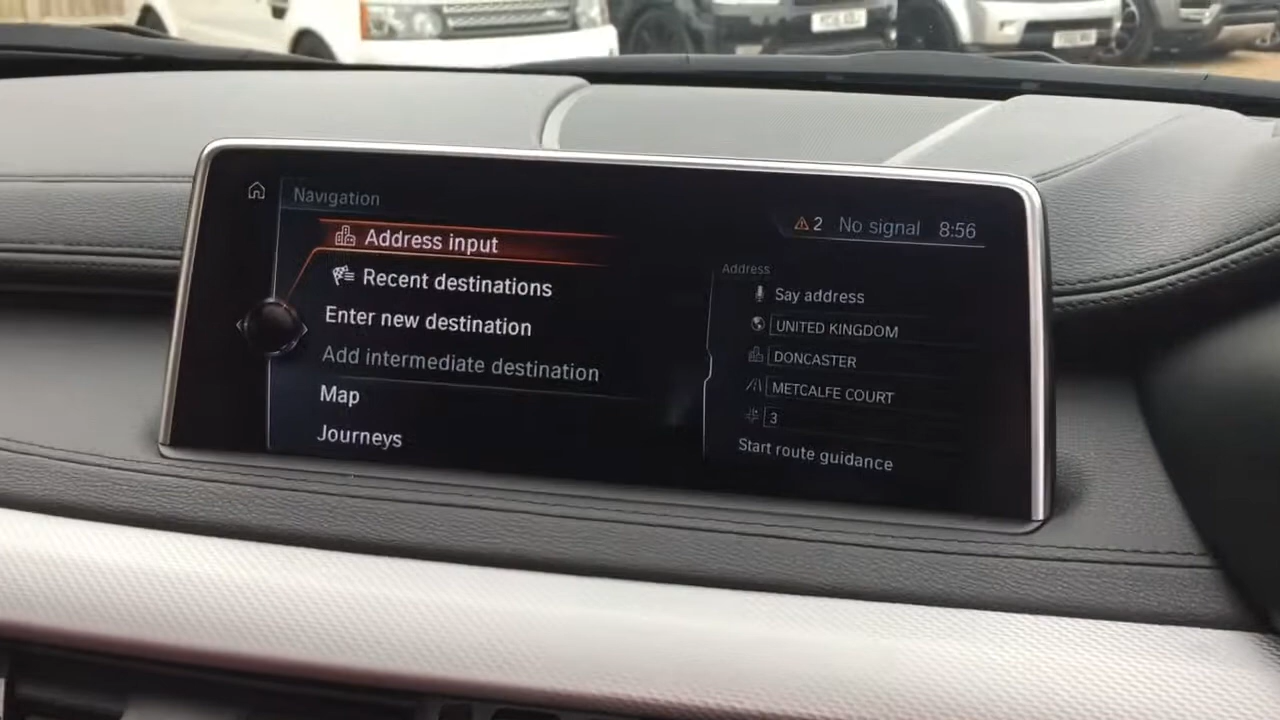 Navigation
2 No signal 8:56
Address input
Recent destinations
Enter new destination
Add intermediate destination
Map
Journeys
Address
Say address
UNITED KINGDOM
DONCASTER
METCALFE COURT
3
Start route guidance